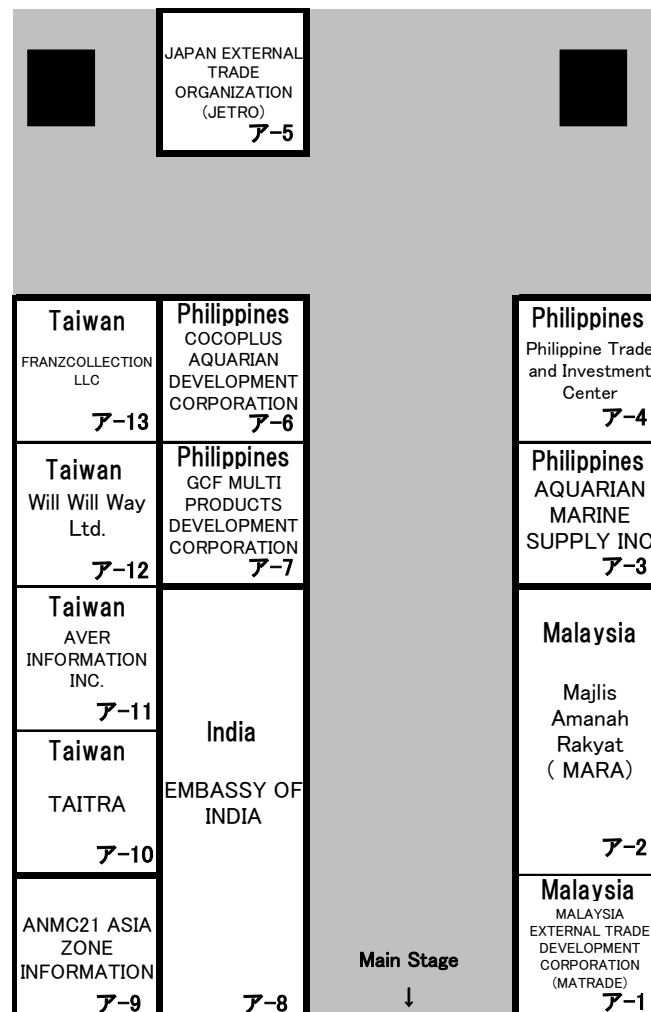 JAPAN EXTERNAL
TRADE
ORGANIZATION
(JETRO)
ア-5
Taiwan
FRANZCOLLECTION
LLC
ア-13
Philippines
COCOPLUS
AQUARIAN
DEVELOPMENT
CORPORATION
ア-6
Philippines
Philippine Trade
and Investment
Center
ア-4
Taiwan
Will Will Way
Ltd.
ア-12
Philippines
GCF MULTI
PRODUCTS
DEVELOPMENT
CORPORATION
ア-7
Philippines
AQUARIAN
MARINE
SUPPLY INC
ア-3
Taiwan
AVER
INFORMATION
INC.
ア-11
Taiwan
TAITRA
ア-10
India
EMBASSY OF
INDIA
ア-8
Malaysia
Majlis
Amanah
Rakyat
( MARA)
ア-2
ANMC21 ASIA
ZONE
INFORMATION
ア-9
Main Stage
↓
Malaysia
MALAYSIA
EXTERNAL TRADE
DEVELOPMENT
CORPORATION
(MATRADE)
ア-1